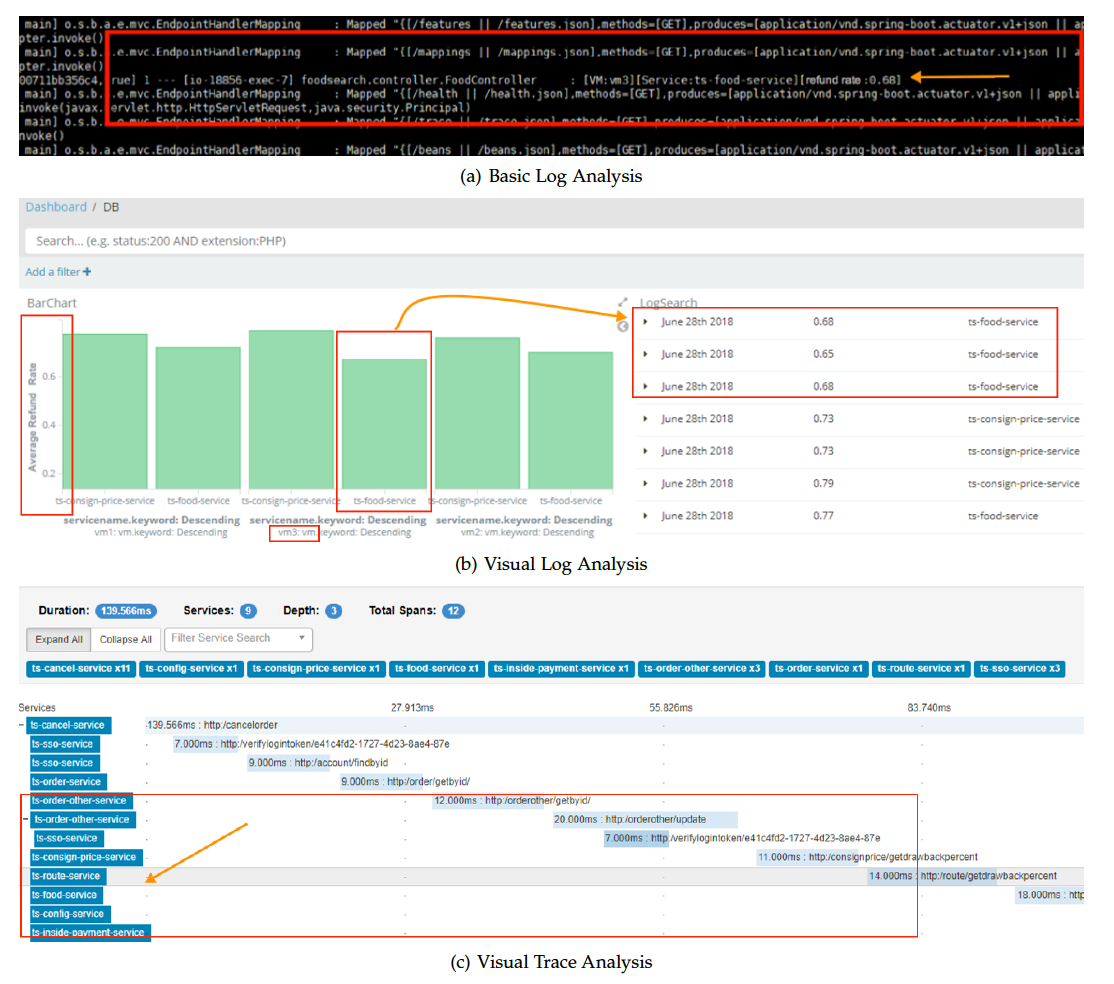 main] o.s.b.a.e.mvc.EndpointHandlerMapping : Mapped "{[/features || /features.json],methods=[GET],produces=[application/vnd.spring-boot.actuator.v1+json || ap
pter.invoke()
main] o.s.b. .e.mvc.EndpointHandlerMapping : Mapped "{[/mappings || /mappings.json],methods=[GET],produces=[application/vnd.spring-boot.actuator.v1+json || ap
pter.invoke()
00711bb356c4, rue] 1 --- [io-18856-exec-7] foodsearch.controller.FoodController : [VM:vm3][Service:ts-food-service][refund rate :0.68]
main] o.s.b. .e.mvc.EndpointHandlerMapping : Mapped "{[/health || /health.json],methods=[GET],produces=[application/vnd.spring-boot.actuator.v1+json || appli
invoke(javax. ervlet.http.HttpServletRequest,java.security.Principal)
main] o.s.b. .e.mvc.EndpointHandlerMapping : Mapped "{[/trace || /trace.json],methods=[GET],produces=[application/vnd.spring-boot.actuator.v1+json || applica
nvoke()
main] o.s.b.a.e.mvc.EndpointHandlerMapping : Mapped "{[/beans || /beans.json],methods=[GET],produces=[application/vnd.spring-boot.actuator.v1+json || applicat
(a) Basic Log Analysis
Dashboard / DB
Search... (e.g. status:200 AND extension:PHP)
Add a filter +
BarChart
LogSearch
Average Refund Rate
0.6
0.4
0.2
ts-consign-price-service ts-food-service ts-consign-price-service ts-food-service ts-consign-price-service ts-food-service
servicename.keyword: Descending servicename.keyword: Descending servicename.keyword: Descending
vm1: vm.keyword: Descending vm3: vm.keyword: Descending vm2: vm.keyword: Descending
June 28th 2018 0.68 ts-food-service
June 28th 2018 0.65 ts-food-service
June 28th 2018 0.68 ts-food-service
June 28th 2018 0.73 ts-consign-price-service
June 28th 2018 0.73 ts-consign-price-service
June 28th 2018 0.79 ts-consign-price-service
June 28th 2018 0.77 ts-food-service
(b) Visual Log Analysis
Duration: 139.566ms Services: 9 Depth: 3 Total Spans: 12
Expand All Collapse All Filter Service Search
ts-cancel-service x11 ts-config-service x1 ts-consign-price-service x1 ts-food-service x1 ts-inside-payment-service x1 ts-order-other-service x3 ts-order-service x1 ts-route-service x1 ts-sso-service x3
Services 27.913ms 55.826ms 83.740ms
ts-cancel-service 139.566ms : http:/cancelorder
ts-sso-service 7.000ms : http:/verifylogintoken/e41c4fd2-1727-4d23-8ae4-87e
ts-sso-service 9.000ms : http:/account/findbyid
ts-order-service 9.000ms : http:/order/getbyid/
ts-order-other-service 12.000ms : http:/orderother/getbyid/
ts-order-other-service 20.000ms : http:/orderother/update
ts-sso-service 7.000ms : http:/verifylogintoken/e41c4fd2-1727-4d23-8ae4-87e
ts-consign-price-service 11.000ms : http:/consignprice/getdrawbackpercent
ts-route-service 14.000ms : http:/route/getdrawbackpercent
ts-food-service 18.000ms : http
ts-config-service
ts-inside-payment-service
(c) Visual Trace Analysis